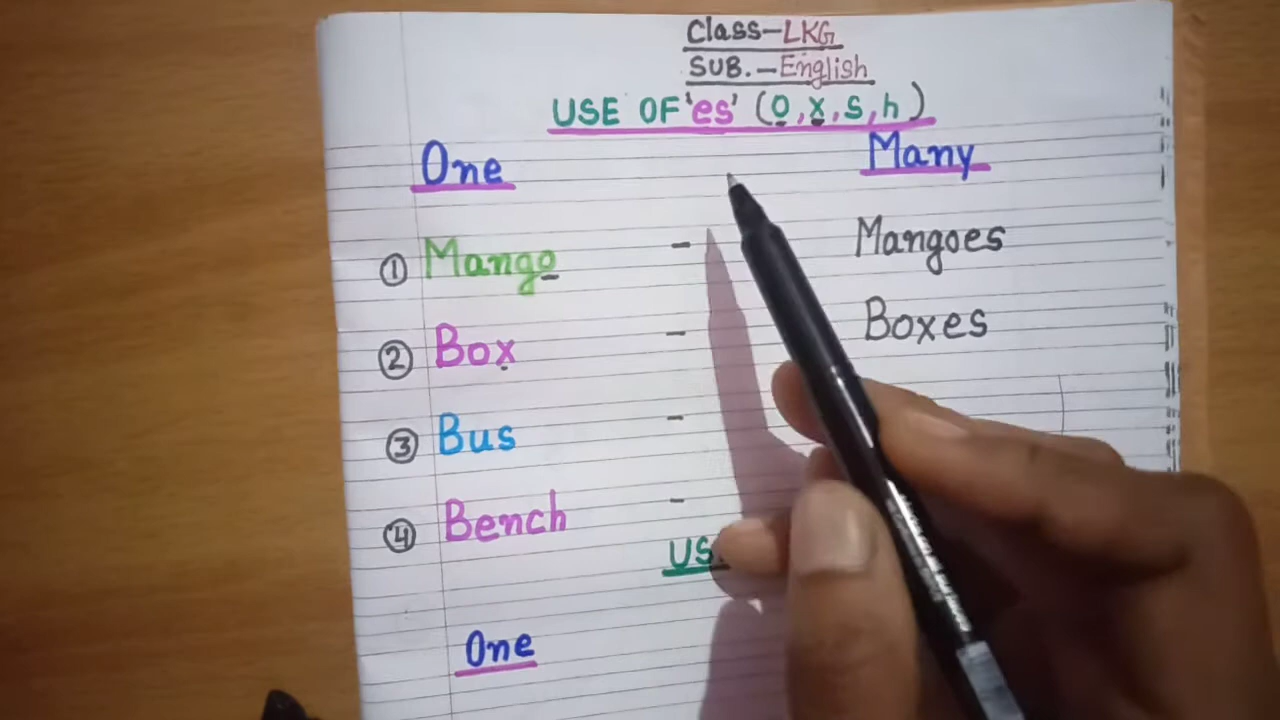 Class-LKG
SUB.-English
USE OF 'es' (o, x, s, h)
One Many
① Mango - Mangoes
② Box - Boxes
③ Bus -
④ Bench -
One